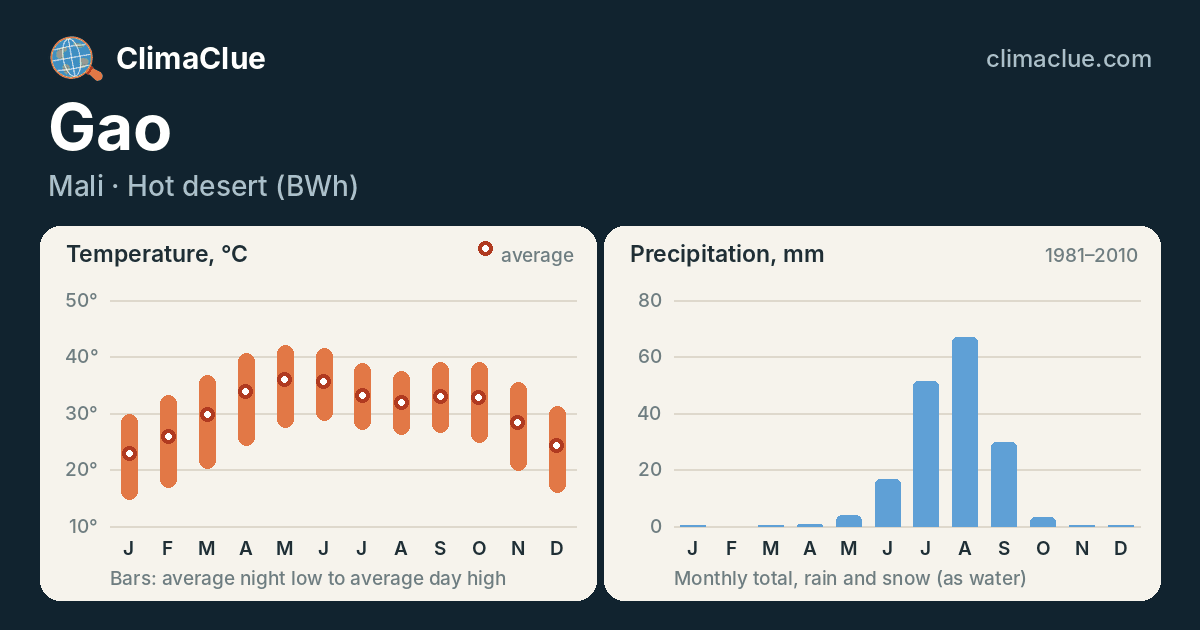 ClimaClue
climaclue.com
Gao
Mali · Hot desert (BWh)
Temperature, °C
average
50°
40°
30°
20°
10°
J F M A M J J A S O N D
Bars: average night low to average day high
Precipitation, mm
1981–2010
80
60
40
20
0
J F M A M J J A S O N D
Monthly total, rain and snow (as water)